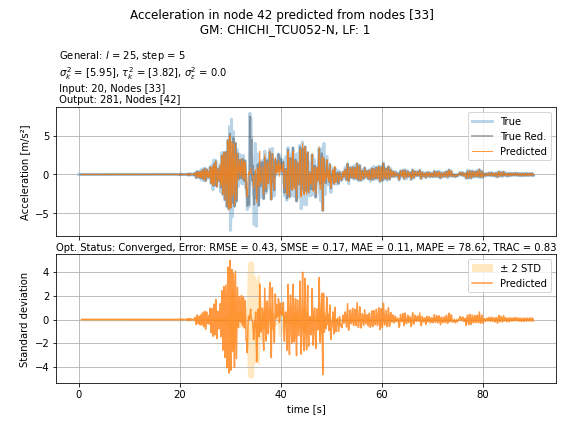 Acceleration in node 42 predicted from nodes [33]
GM: CHICHI_TCU052-N, LF: 1
General: l = 25, step = 5
σ²ₖ = [5.95], τ²ₖ = [3.82], σ²ε = 0.0
Input: 20, Nodes [33]
Output: 281, Nodes [42]
Acceleration [m/s²]
5
0
−5
True
True Red.
Predicted
Opt. Status: Converged, Error: RMSE = 0.43, SMSE = 0.17, MAE = 0.11, MAPE = 78.62, TRAC = 0.83
Standard deviation
4
2
0
−2
−4
± 2 STD
Predicted
0 20 40 60 80
time [s]